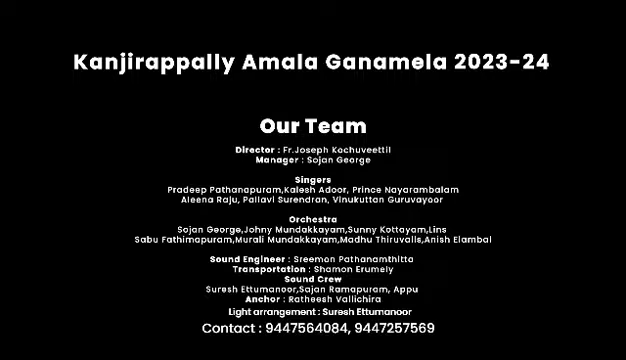 Kanjirappally Amala Ganamela 2023-24
Our Team
Director : Fr.Joseph Kochuveettil
Manager : Sojan George
Singers
Pradeep Pathanapuram,Kalesh Adoor, Prince Nayarambalam
Aleena Raju, Pallavi Surendran, Vinukuttan Guruvayoor
Orchestra
Sojan George,Johny Mundakkayam,Sunny Kottayam,Lins
Sabu Fathimapuram,Murali Mundakkayam,Madhu Thiruvalla,Anish Elambal
Sound Engineer : Sreemon Pathanamthitta
Transportation : Shamon Erumely
Sound Crew
Suresh Ettumanoor,Sajan Ramapuram, Appu
Anchor : Ratheesh Vallichira
Light arrangement : Suresh Ettumanoor
Contact : 9447564084, 9447257569